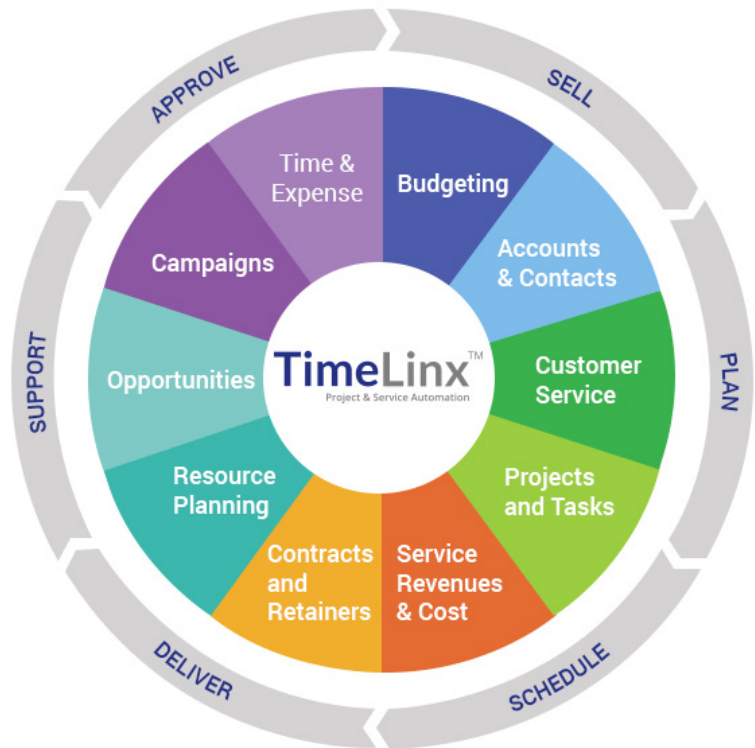 APPROVE
SELL
PLAN
SCHEDULE
DELIVER
SUPPORT
Time &
Expense
Budgeting
Accounts
& Contacts
Customer
Service
Projects
and Tasks
Service
Revenues
& Cost
Contracts
and
Retainers
Resource
Planning
Opportunities
Campaigns
TimeLinx™
Project & Service Automation